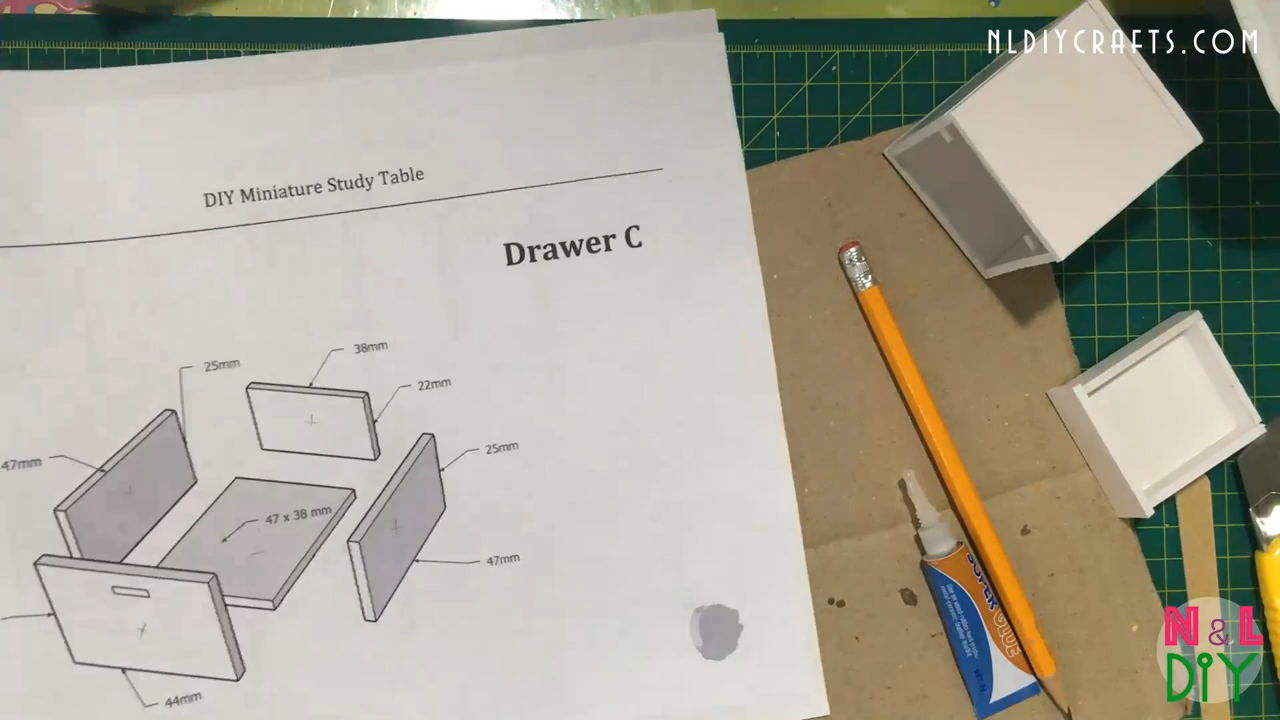 NLDIYCRAFTS.COM
DIY Miniature Study Table
Drawer C
38mm
25mm
22mm
25mm
47mm
47 x 38 mm
47mm
44mm
SUPER GLUE
N&L
DIY